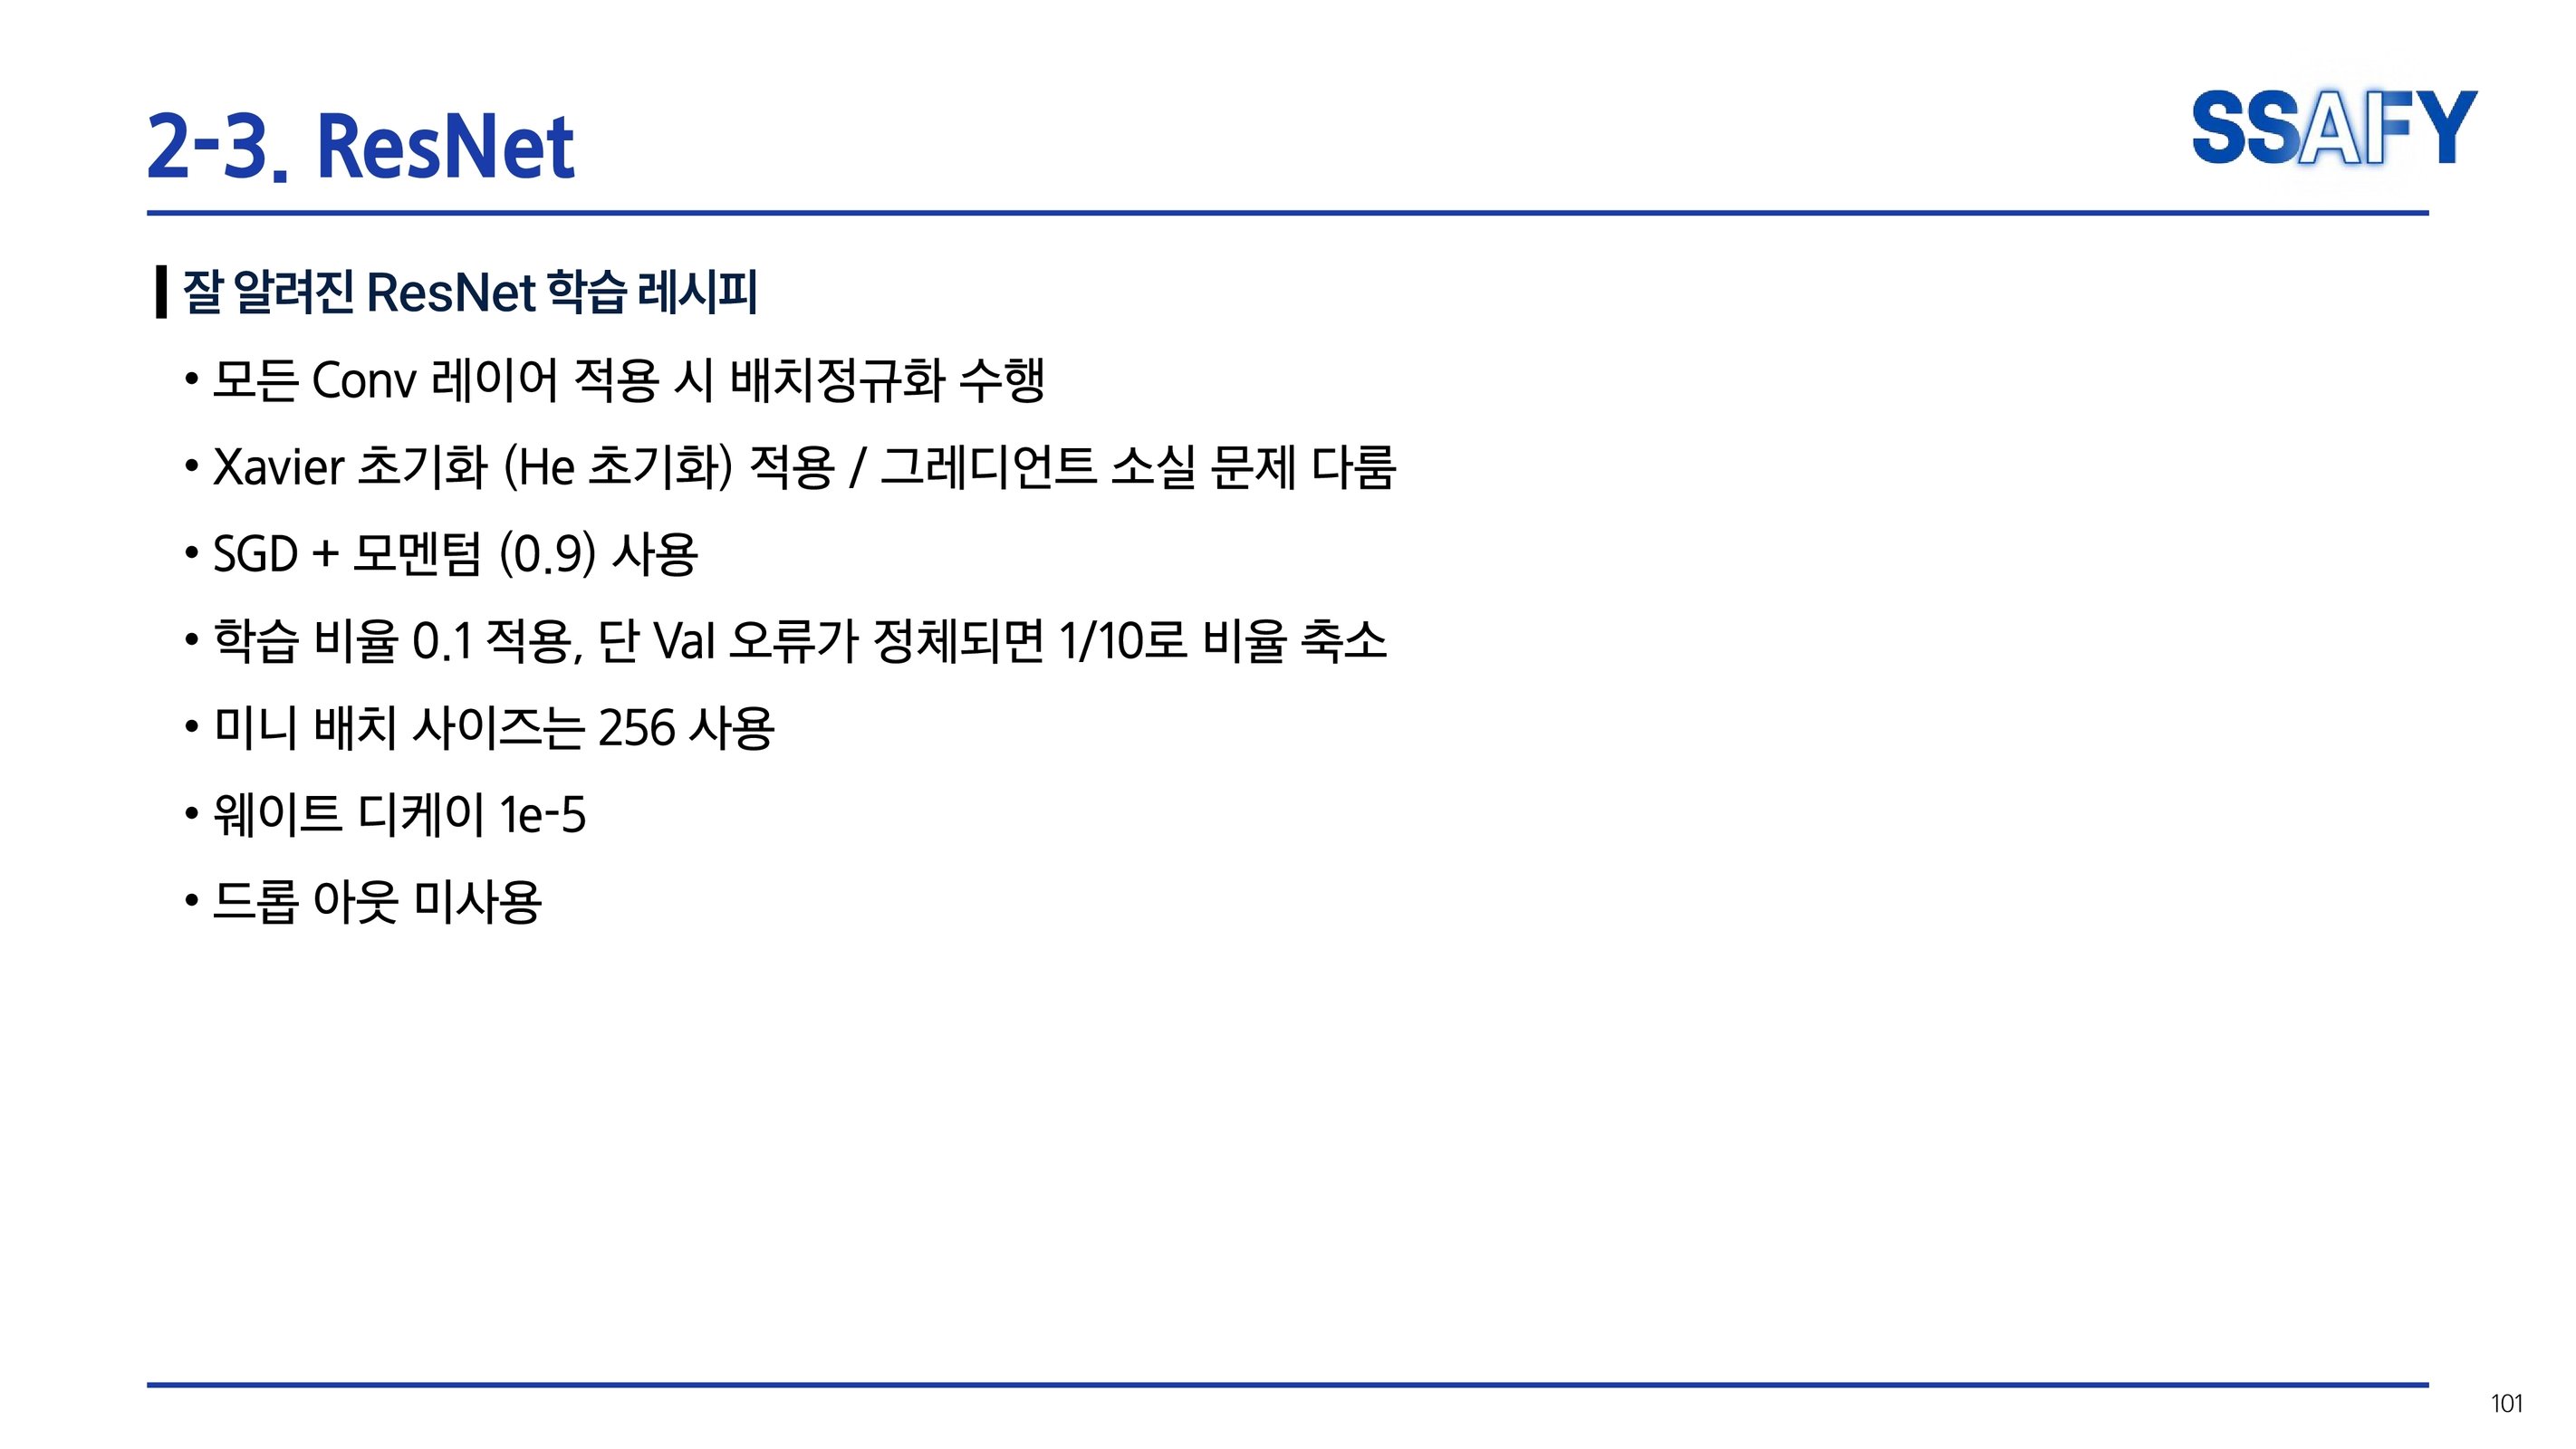 2-3. ResNet
SSAFY
잘 알려진 ResNet 학습 레시피
• 모든 Conv 레이어 적용 시 배치정규화 수행
• Xavier 초기화 (He 초기화) 적용 / 그레디언트 소실 문제 다룸
• SGD + 모멘텀 (0.9) 사용
• 학습 비율 0.1 적용, 단 Val 오류가 정체되면 1/10로 비율 축소
• 미니 배치 사이즈는 256 사용
• 웨이트 디케이 1e-5
• 드롭 아웃 미사용
101